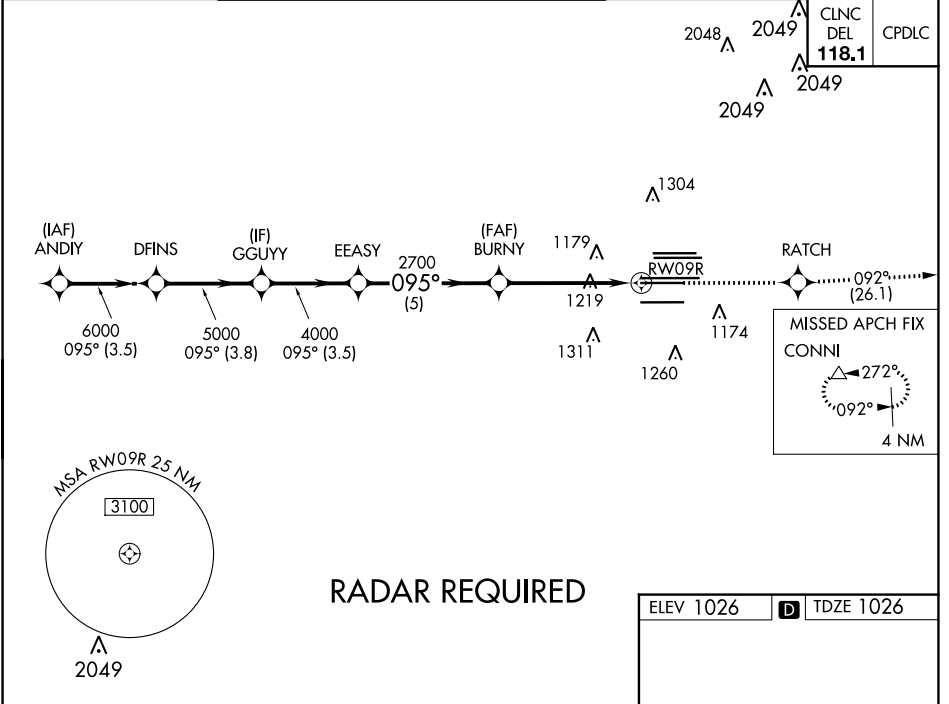 CLNC
DEL
118.1
CPDLC
2048
2049
2049
2049
1304
(IAF)
ANDIY
DFINS
(IF)
GGUYY
EEASY
2700
095°
(5)
(FAF)
BURNY
1179
1219
1311
RW09R
RATCH
092°
(26.1)
6000
095° (3.5)
5000
095° (3.8)
4000
095° (3.5)
1174
1260
MISSED APCH FIX
CONNI
272°
092°
4 NM
MSA RW09R 25 NM
3100
2049
RADAR REQUIRED
ELEV 1026
D
TDZE 1026